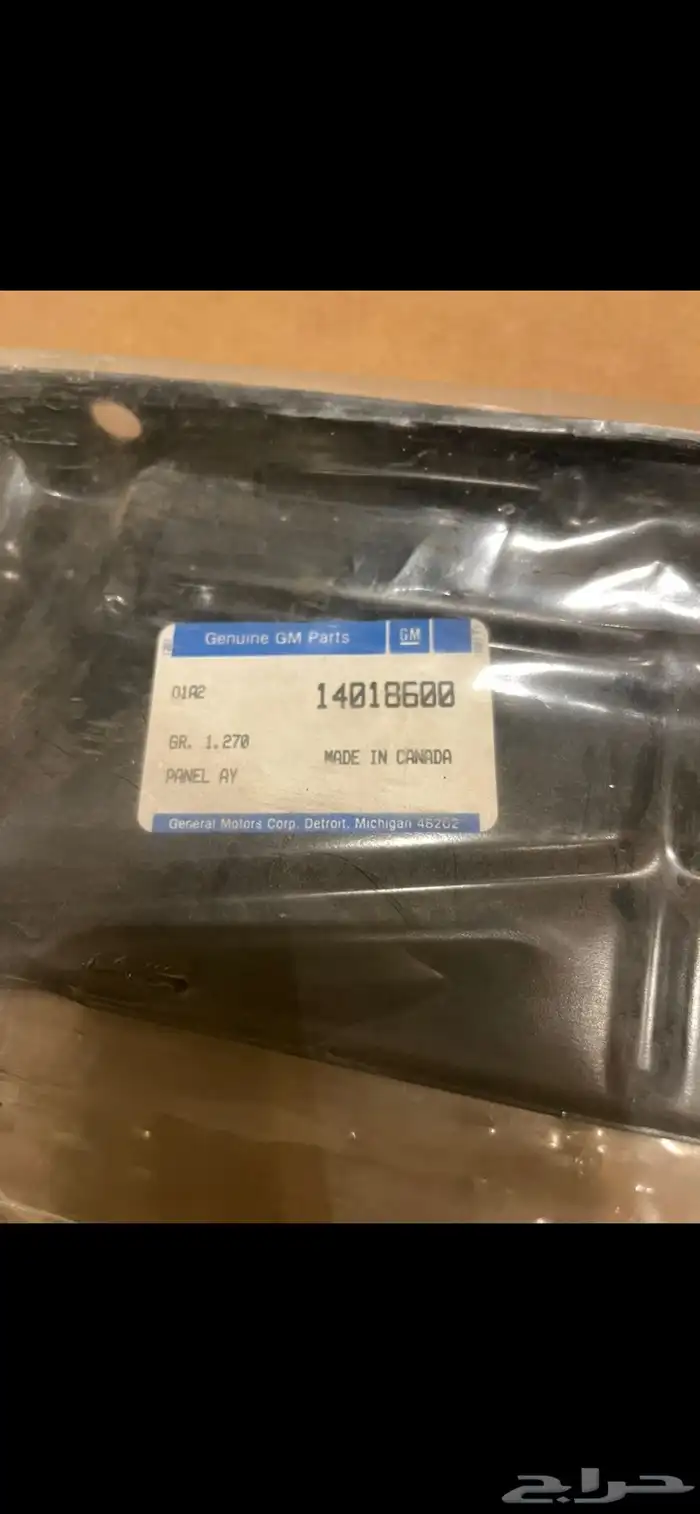 Genuine GM Parts GM
01A2 14018600
GR. 1.270 MADE IN CANADA
PANEL AY
General Motors Corp. Detroit, Michigan 48202
حراج